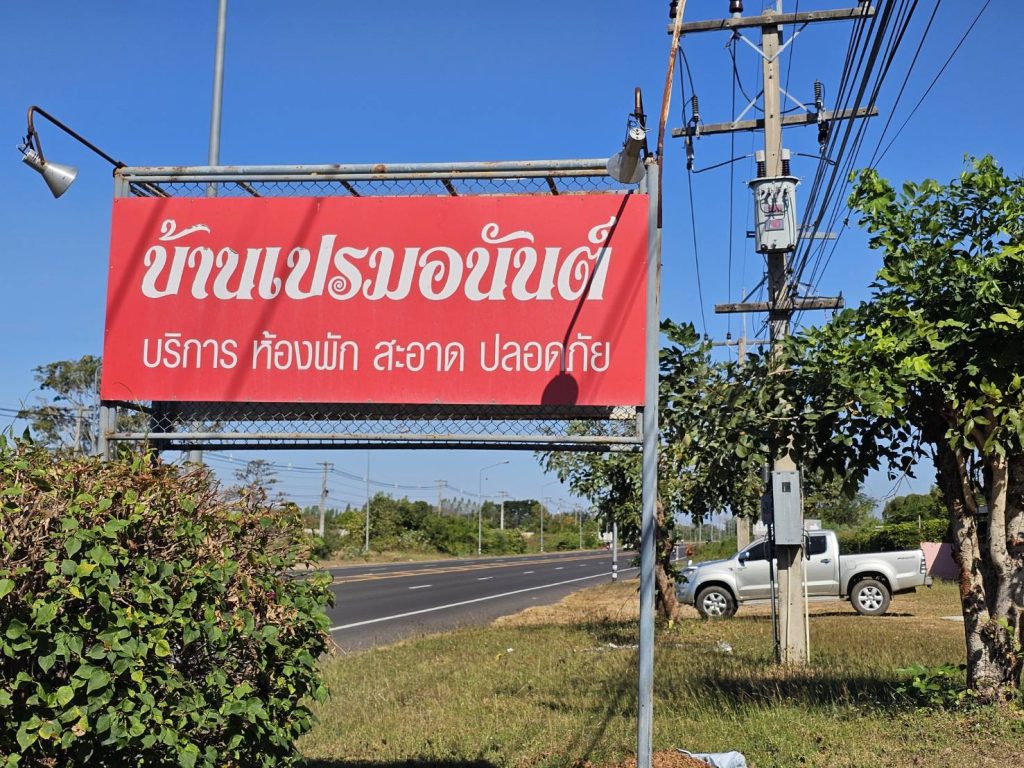 บ้านเปรมอนันต์
บริการ ห้องพัก สะอาด ปลอดภัย